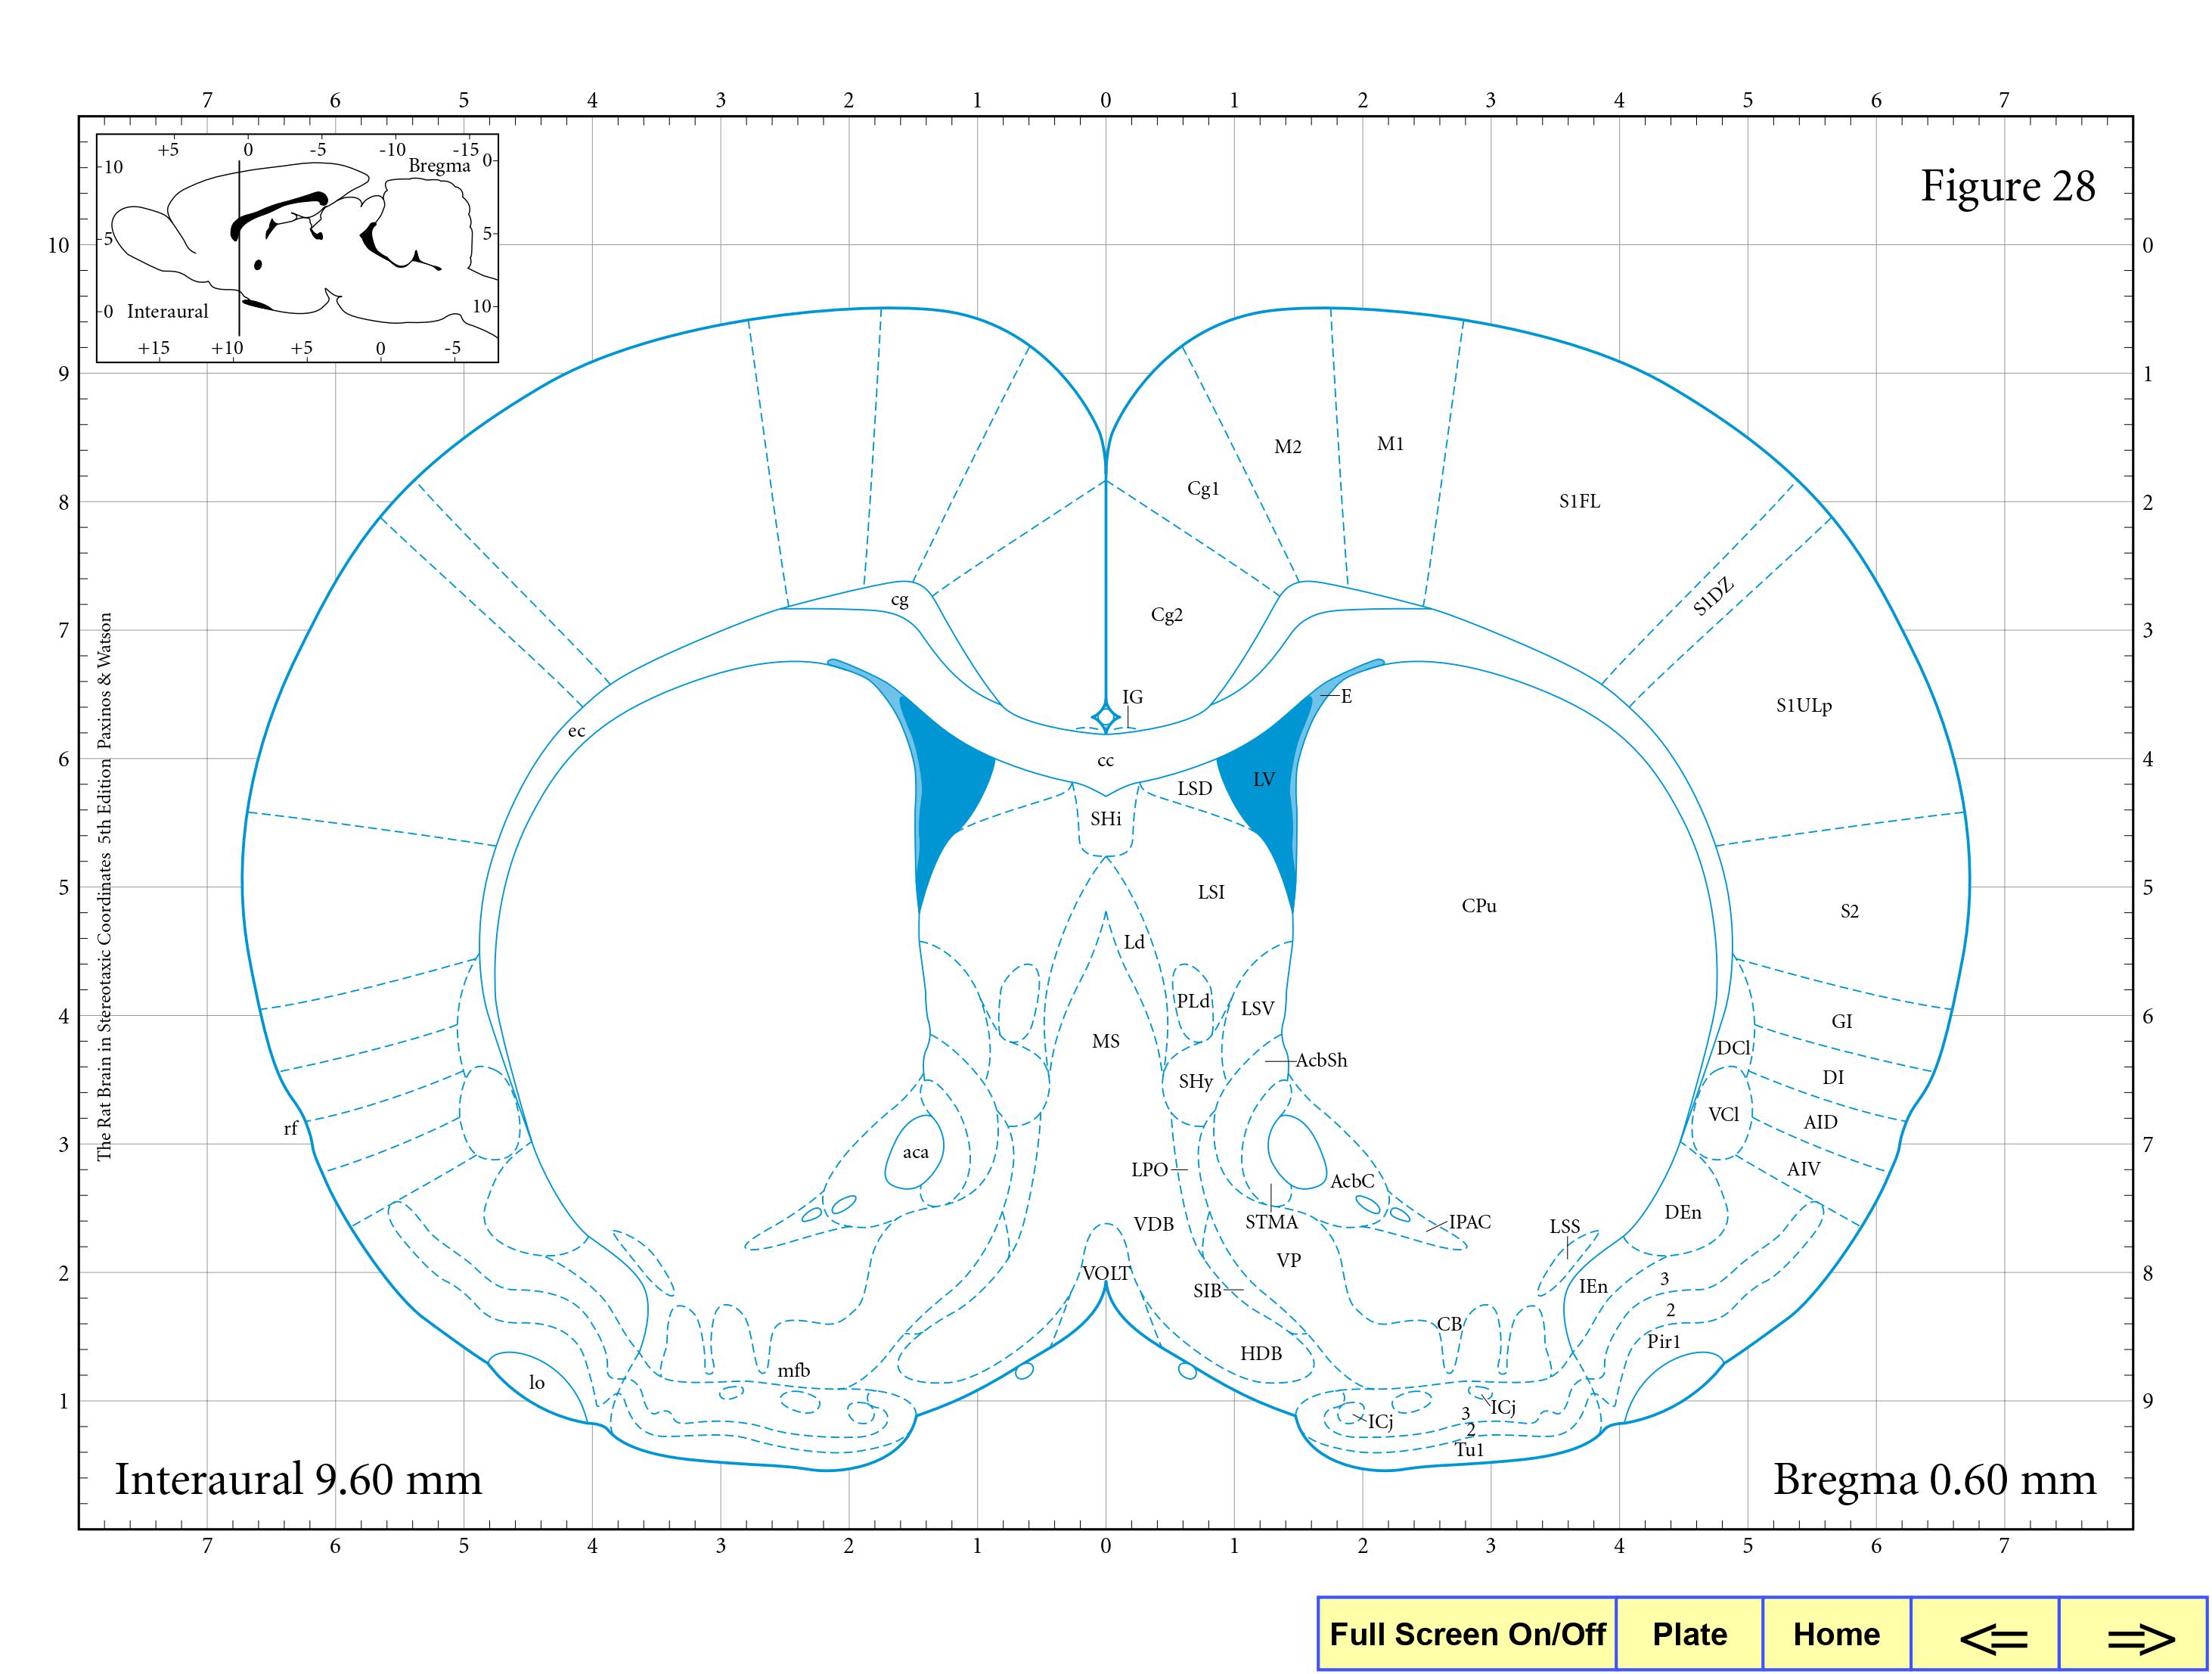 7 6 5 4 3 2 1 0 1 2 3 4 5 6 7
+5 0 -5 -10 -15
Bregma
0
10
5
5
10
0 Interaural
+15 +10 +5 0 -5
Figure 28
10 0
9 1
8 2
7 3
6 4
5 5
4 6
3 7
2 8
1 9
The Rat Brain in Stereotaxic Coordinates 5th Edition Paxinos & Watson
M2 M1
Cg1
S1FL
S1DZ
cg
Cg2
IG
E
S1ULp
ec
cc
LSD
LV
SHi
LSI
CPu
S2
Ld
PLd
LSV
GI
MS
DCl
AcbSh
DI
SHy
VCl
AID
rf
aca
LPO
AcbC
AIV
VDB
STMA
IPAC
LSS
DEn
VP
VOLT
SIB
IEn
3
2
CB
Pir1
HDB
mfb
lo
ICj
ICj
3
2
Tu1
Interaural 9.60 mm
Bregma 0.60 mm
7 6 5 4 3 2 1 0 1 2 3 4 5 6 7
Full Screen On/Off Plate Home <= =>